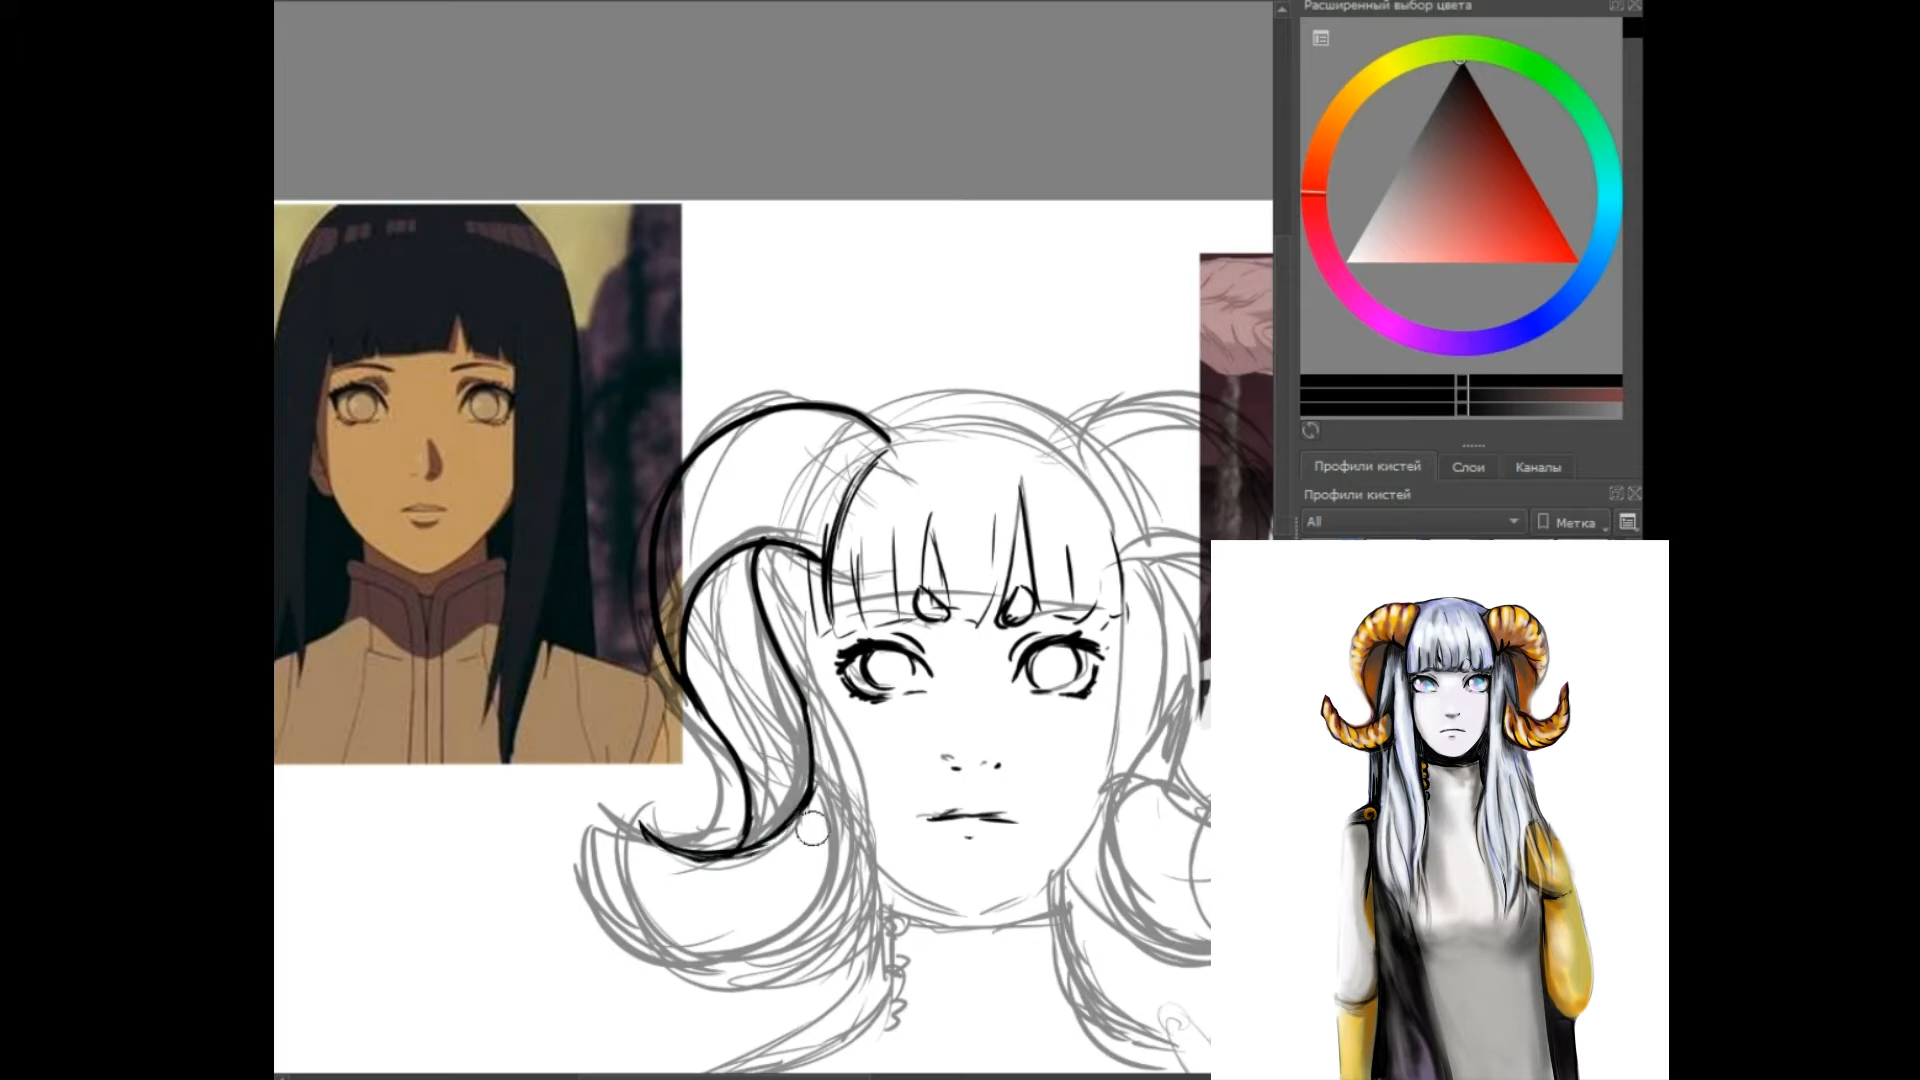 Расширенный выбор цвета
Профили кистей Слои Каналы
Профили кистей
All Метка